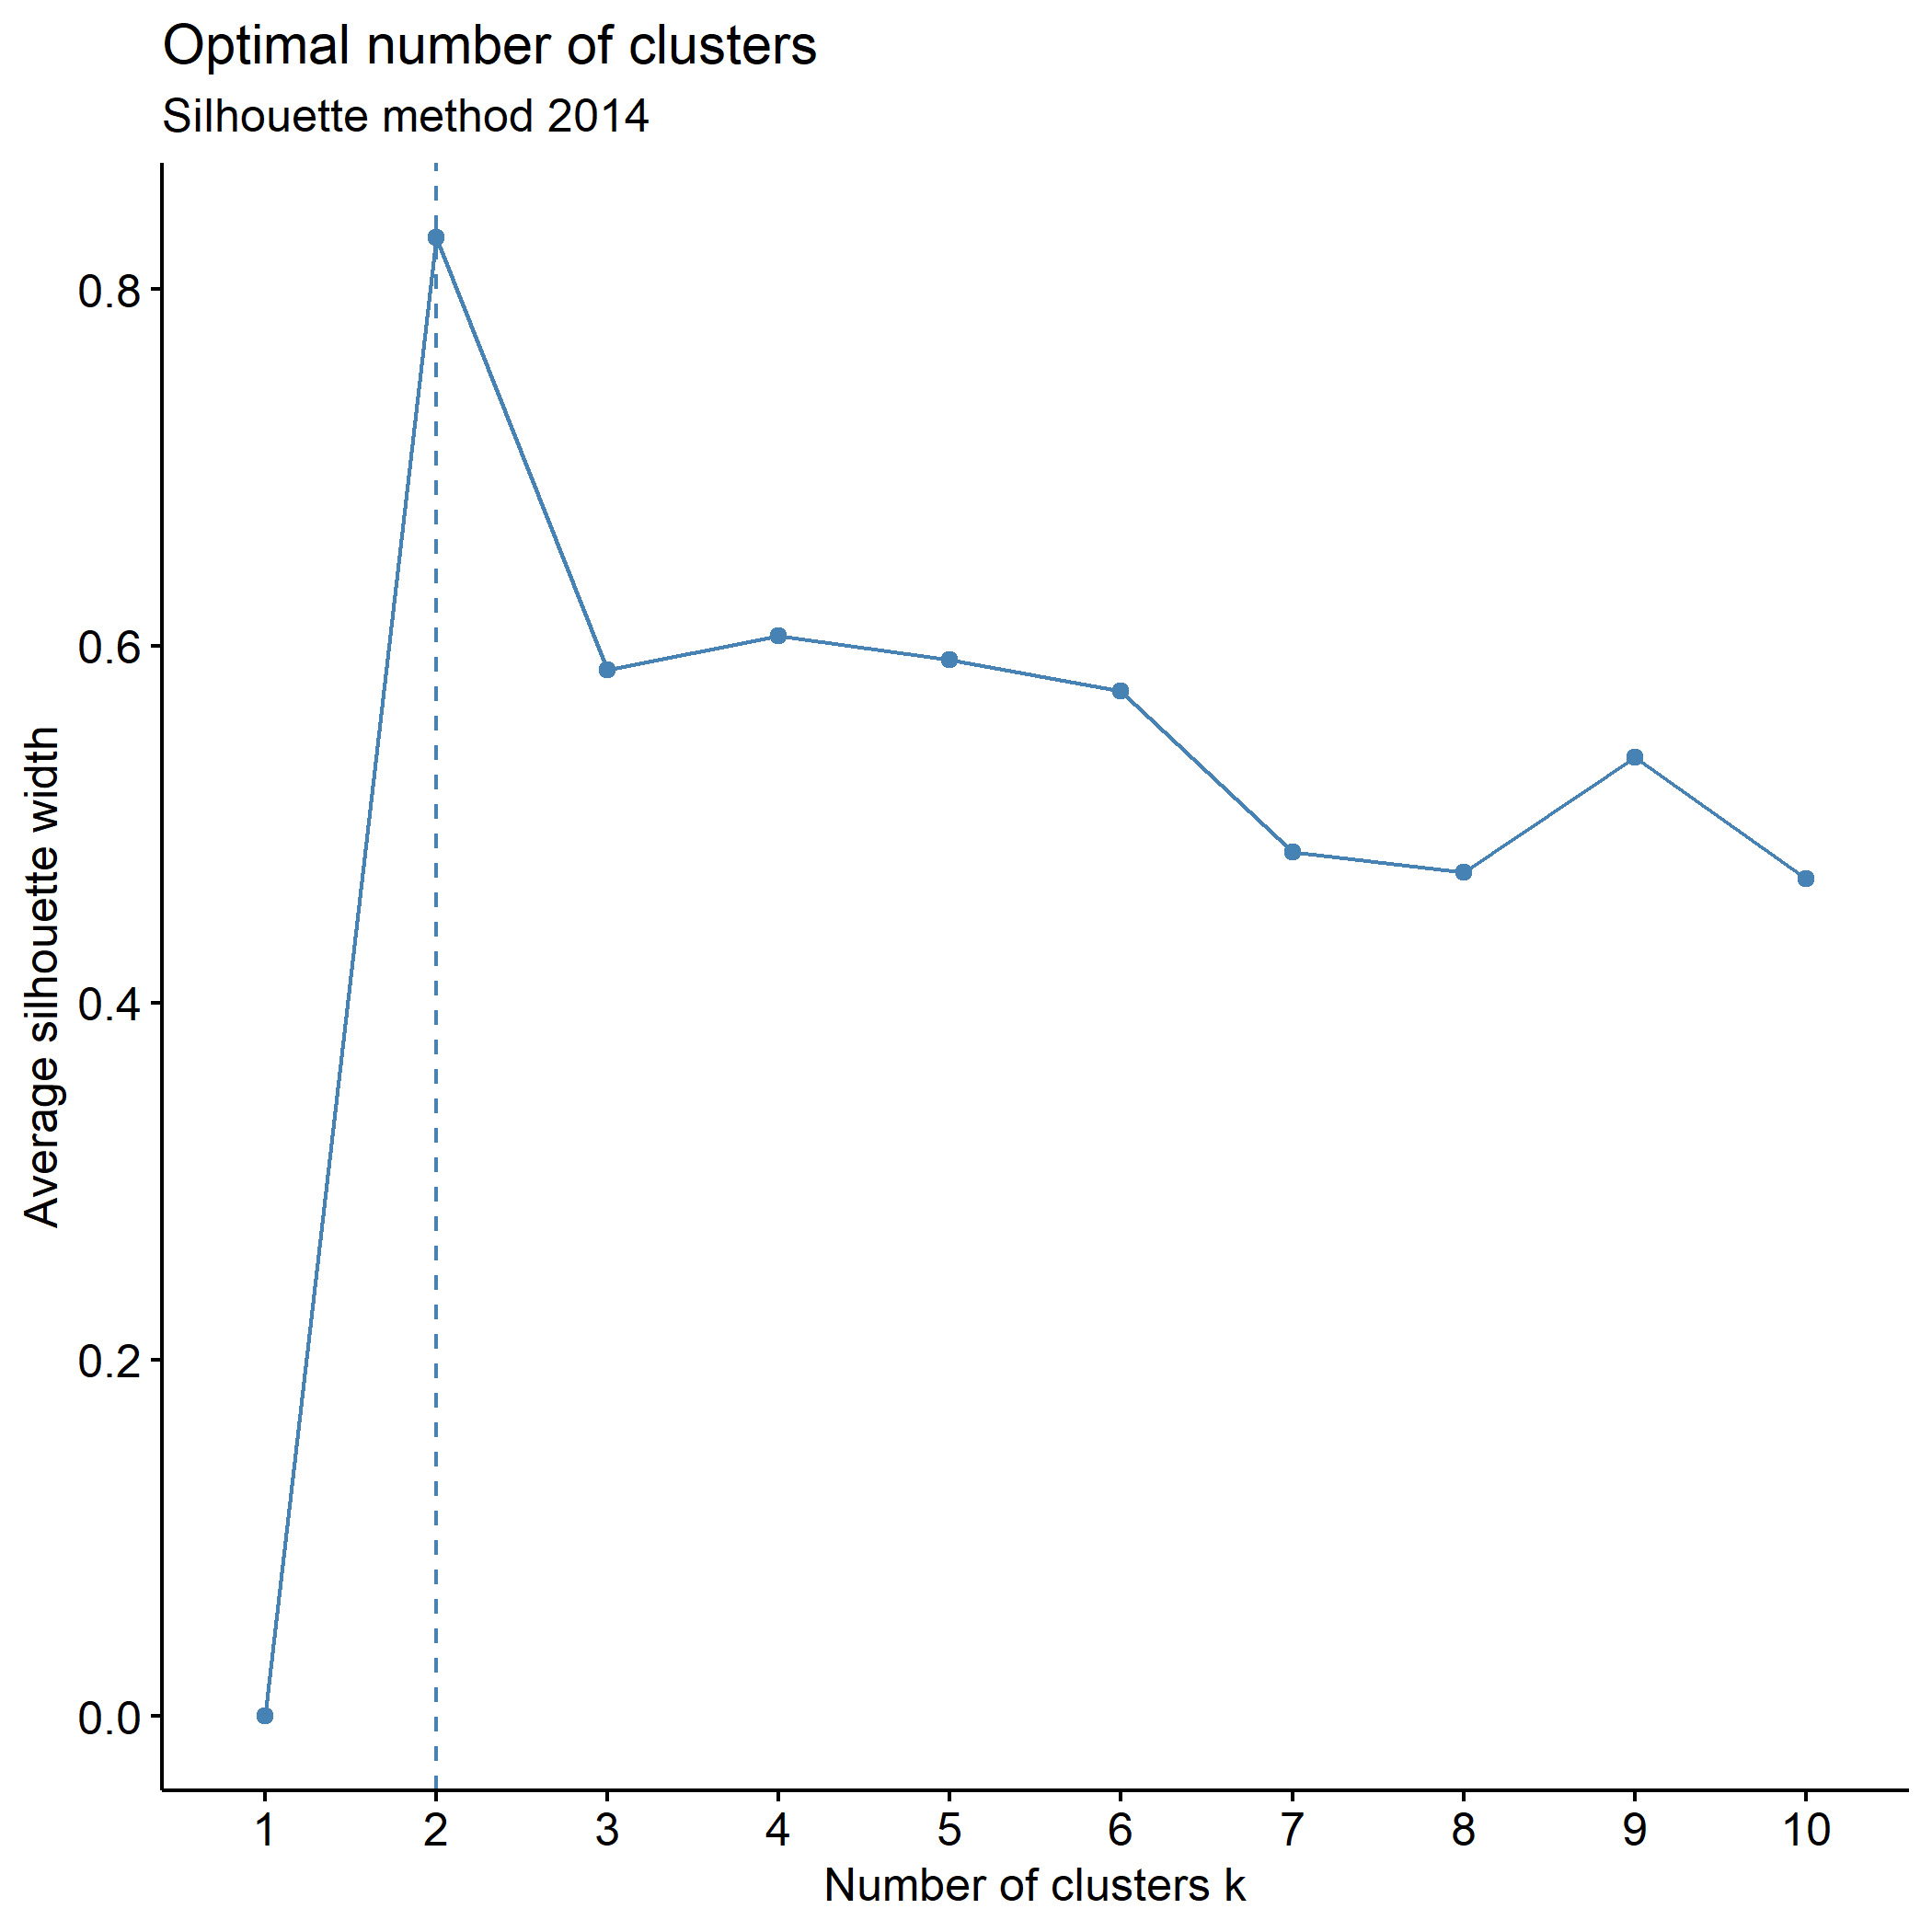 Optimal number of clusters
Silhouette method 2014
Average silhouette width
0.8
0.6
0.4
0.2
0.0
1 2 3 4 5 6 7 8 9 10
Number of clusters k